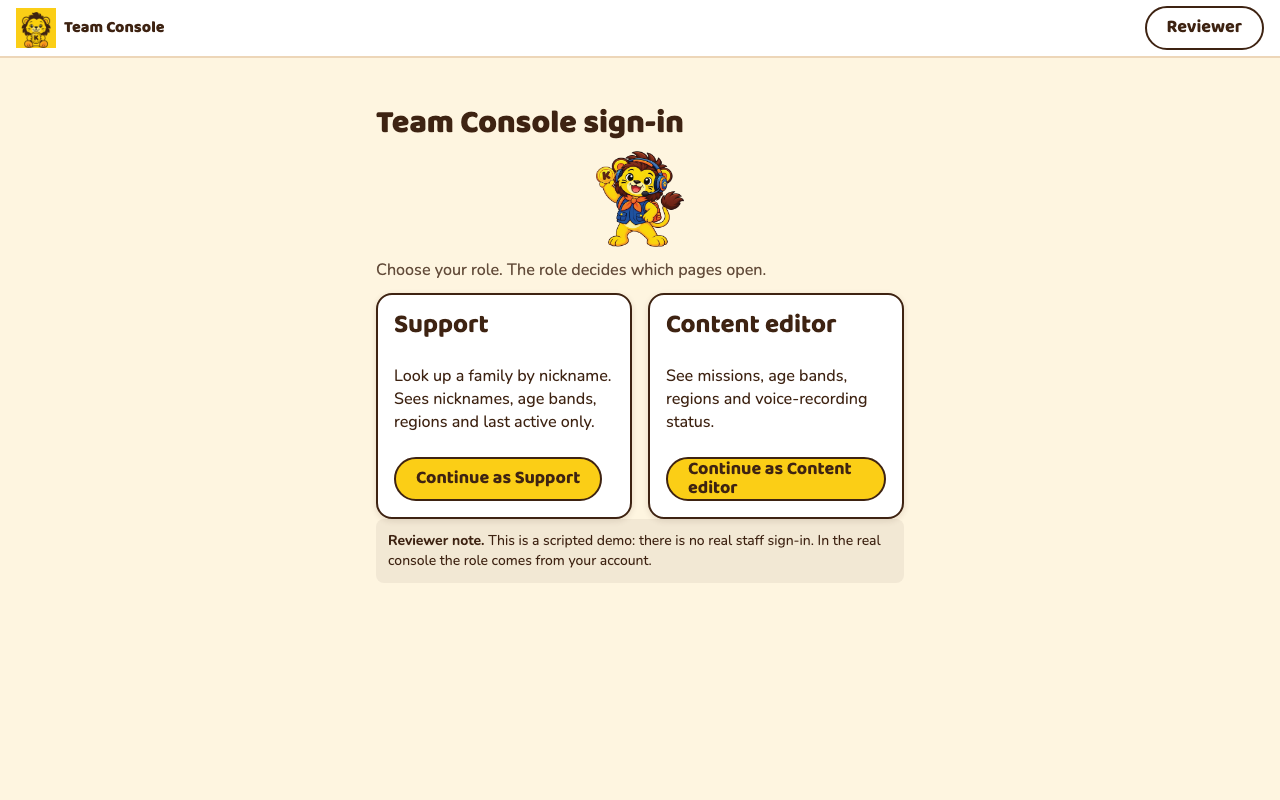 Team Console
Reviewer
Team Console sign-in
K
Choose your role. The role decides which pages open.
Support
Look up a family by nickname.
Sees nicknames, age bands,
regions and last active only.
Continue as Support
Content editor
See missions, age bands,
regions and voice-recording
status.
Continue as Content
editor
Reviewer note. This is a scripted demo: there is no real staff sign-in. In the real
console the role comes from your account.